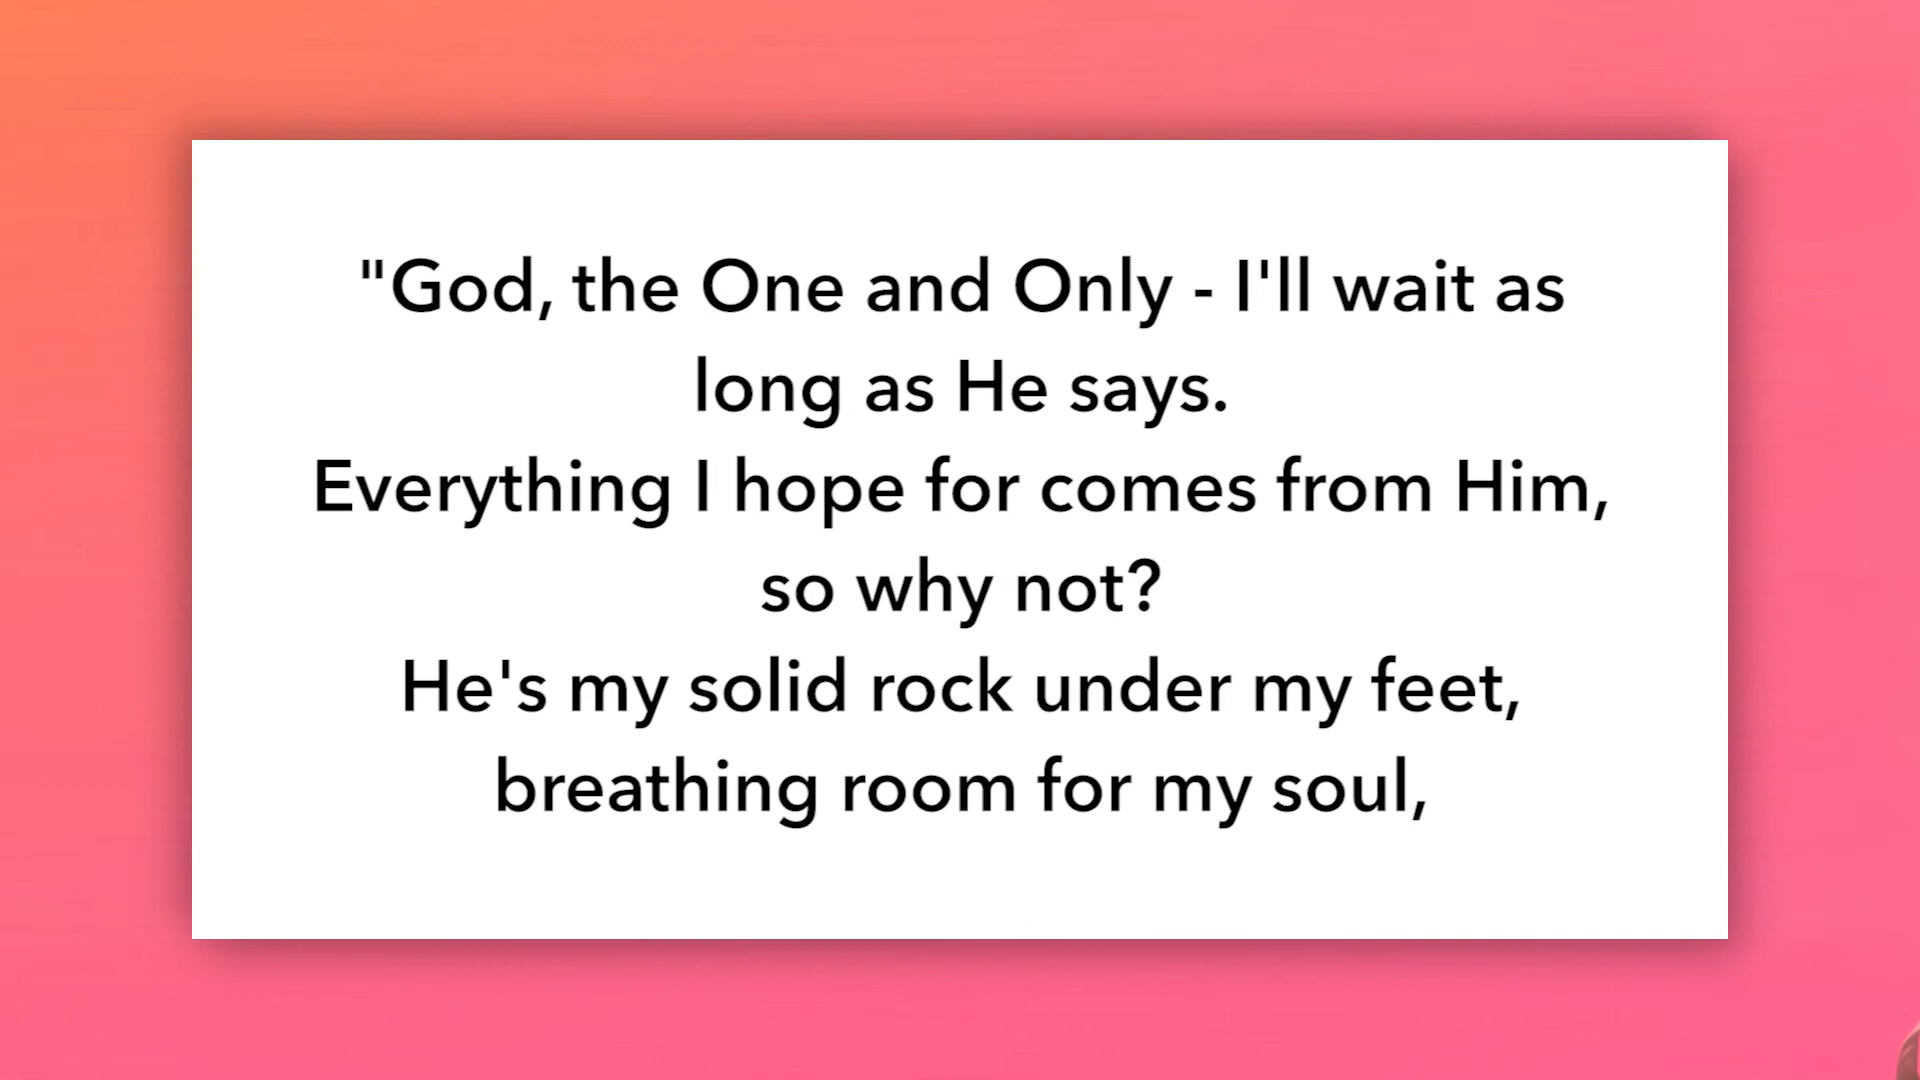 "God, the One and Only - I'll wait as
long as He says.
Everything I hope for comes from Him,
so why not?
He's my solid rock under my feet,
breathing room for my soul,